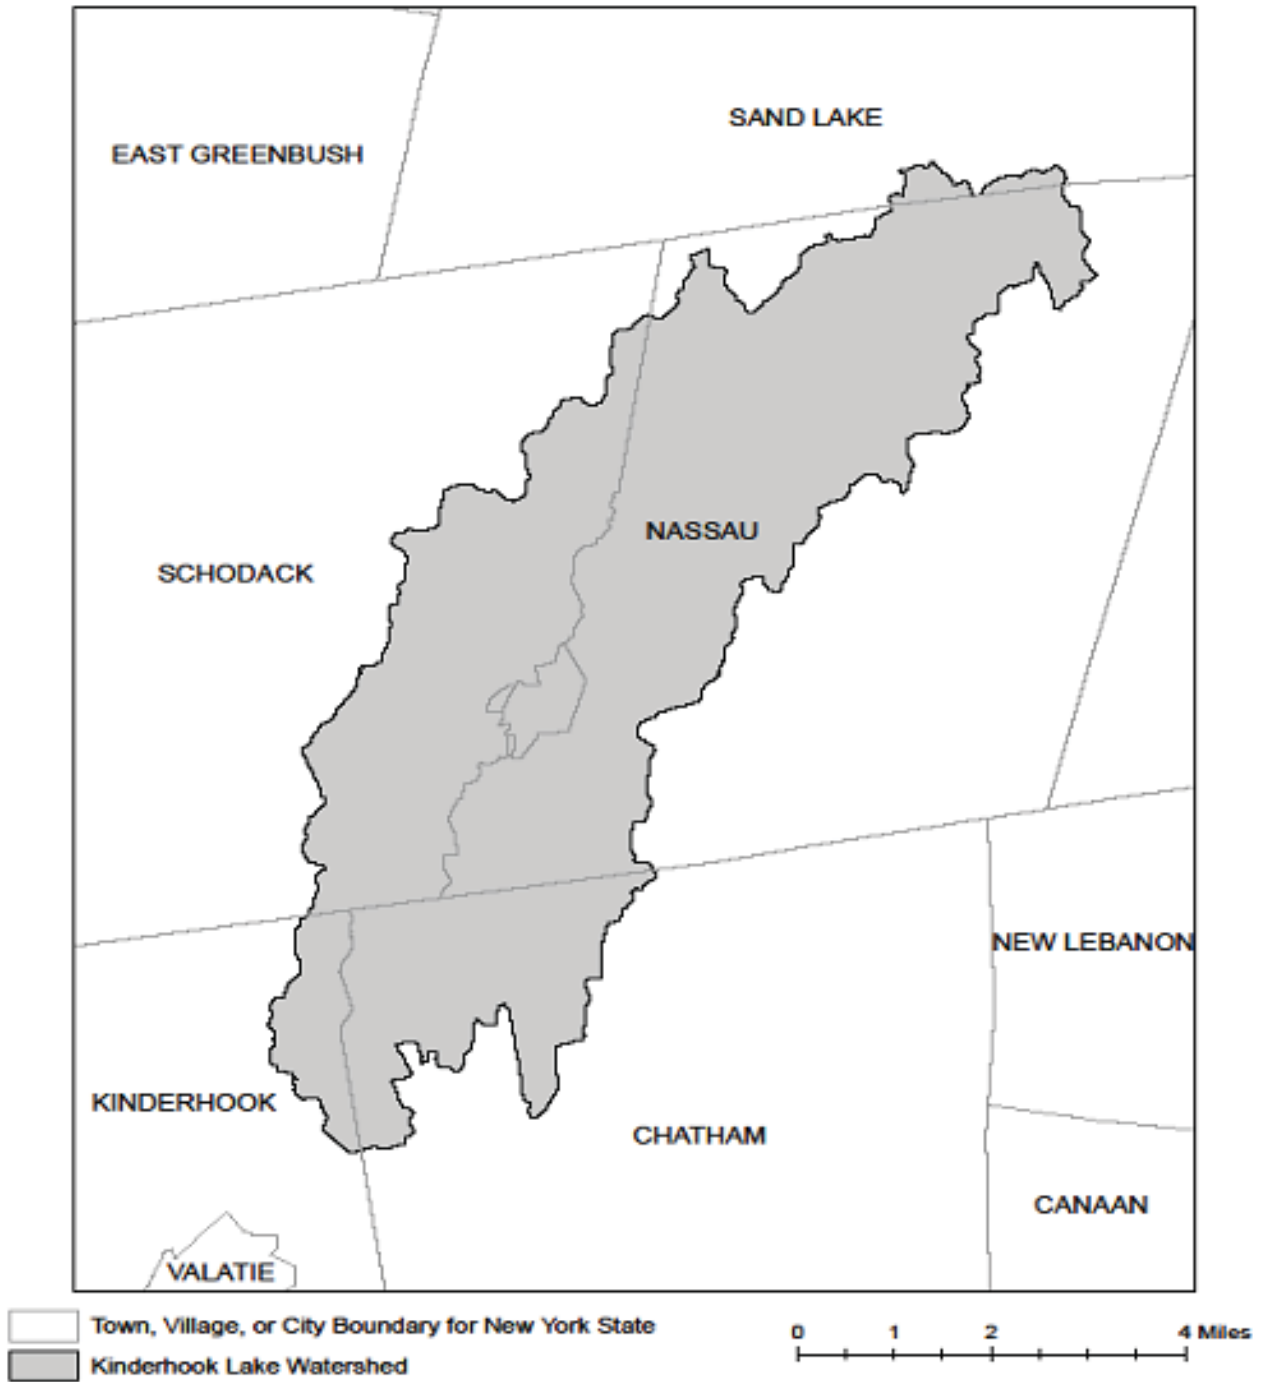 SAND LAKE
EAST GREENBUSH
NASSAU
SCHODACK
NEW LEBANON
KINDERHOOK
CHATHAM
CANAAN
VALATIE
Town, Village, or City Boundary for New York State
Kinderhook Lake Watershed
0 1 2 4 Miles